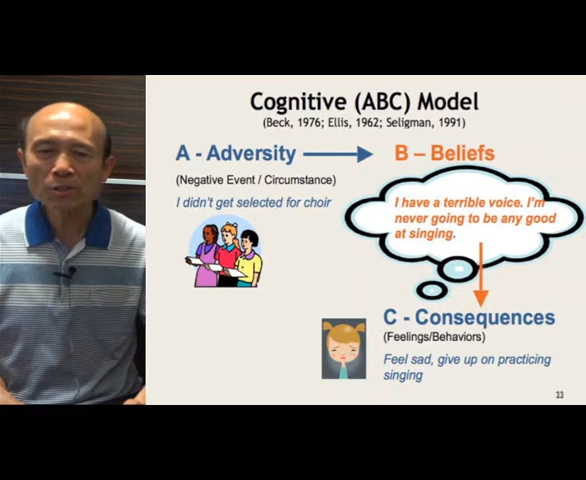 Cognitive (ABC) Model
(Beck, 1976; Ellis, 1962; Seligman, 1991)
A - Adversity
(Negative Event / Circumstance)
I didn't get selected for choir
B – Beliefs
I have a terrible voice. I'm
never going to be any good
at singing.
C - Consequences
(Feelings/Behaviors)
Feel sad, give up on practicing
singing
33